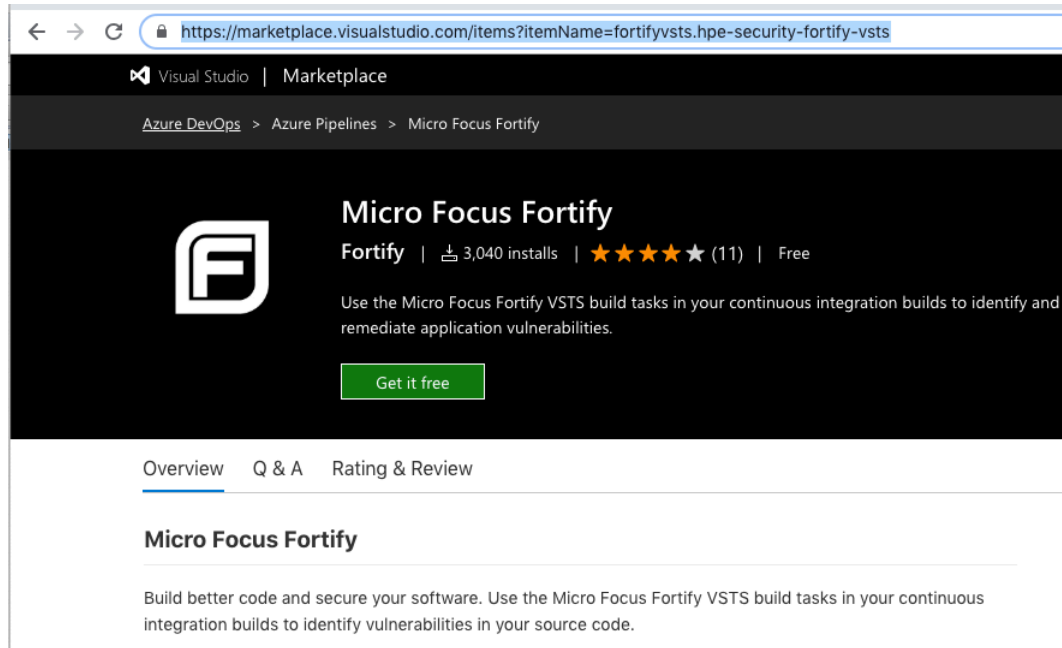 https://marketplace.visualstudio.com/items?itemName=fortifyvsts.hpe-security-fortify-vsts
Visual Studio | Marketplace
Azure DevOps > Azure Pipelines > Micro Focus Fortify
Micro Focus Fortify
Fortify | 3,040 installs | (11) | Free
Use the Micro Focus Fortify VSTS build tasks in your continuous integration builds to identify and
remediate application vulnerabilities.
Get it free
Overview Q & A Rating & Review
Micro Focus Fortify
Build better code and secure your software. Use the Micro Focus Fortify VSTS build tasks in your continuous
integration builds to identify vulnerabilities in your source code.